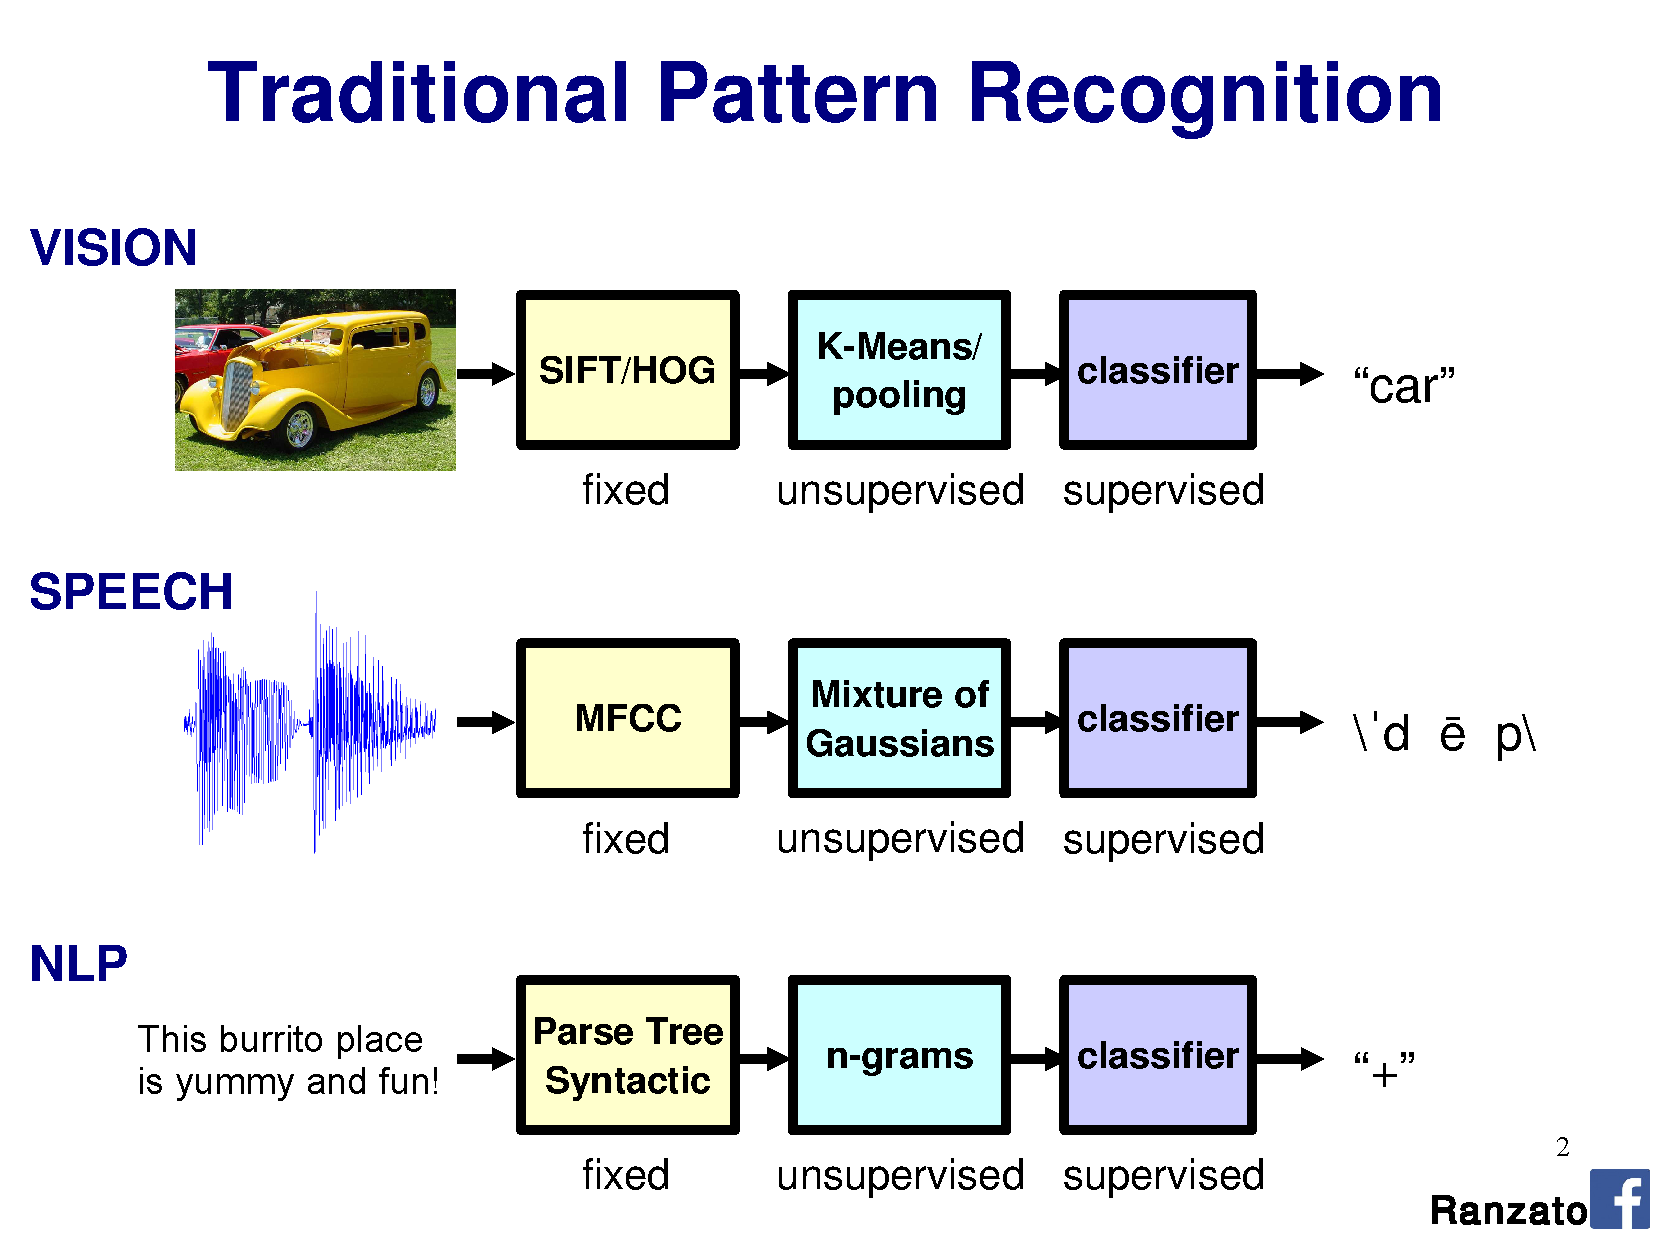 Traditional Pattern Recognition
VISION
SIFT/HOG
K-Means/
pooling
classifier
“car”
fixed
unsupervised
supervised
SPEECH
MFCC
Mixture of
Gaussians
classifier
\ˈd ē p\
fixed
unsupervised
supervised
NLP
This burrito place
is yummy and fun!
Parse Tree
Syntactic
n-grams
classifier
“+”
fixed
unsupervised
supervised
2
Ranzato
f